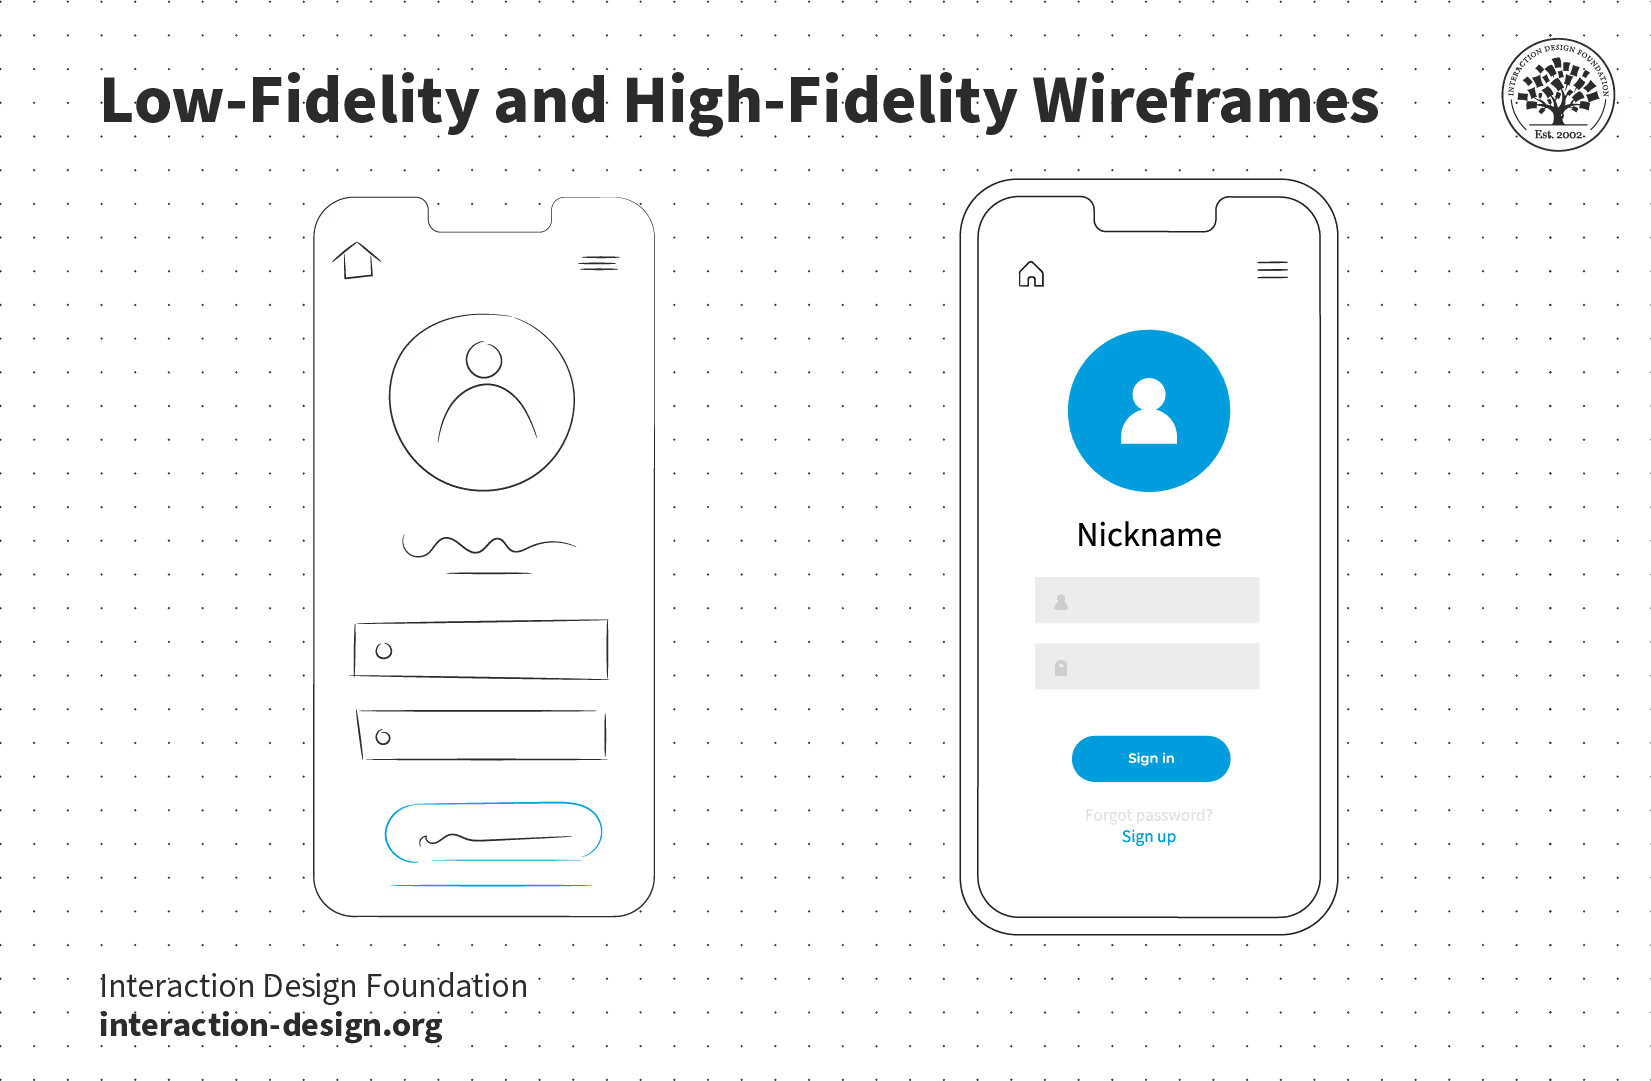 Low-Fidelity and High-Fidelity Wireframes
INTERACTION DESIGN FOUNDATION
Est. 2002
Nickname
Sign in
Forgot password?
Sign up
Interaction Design Foundation
interaction-design.org